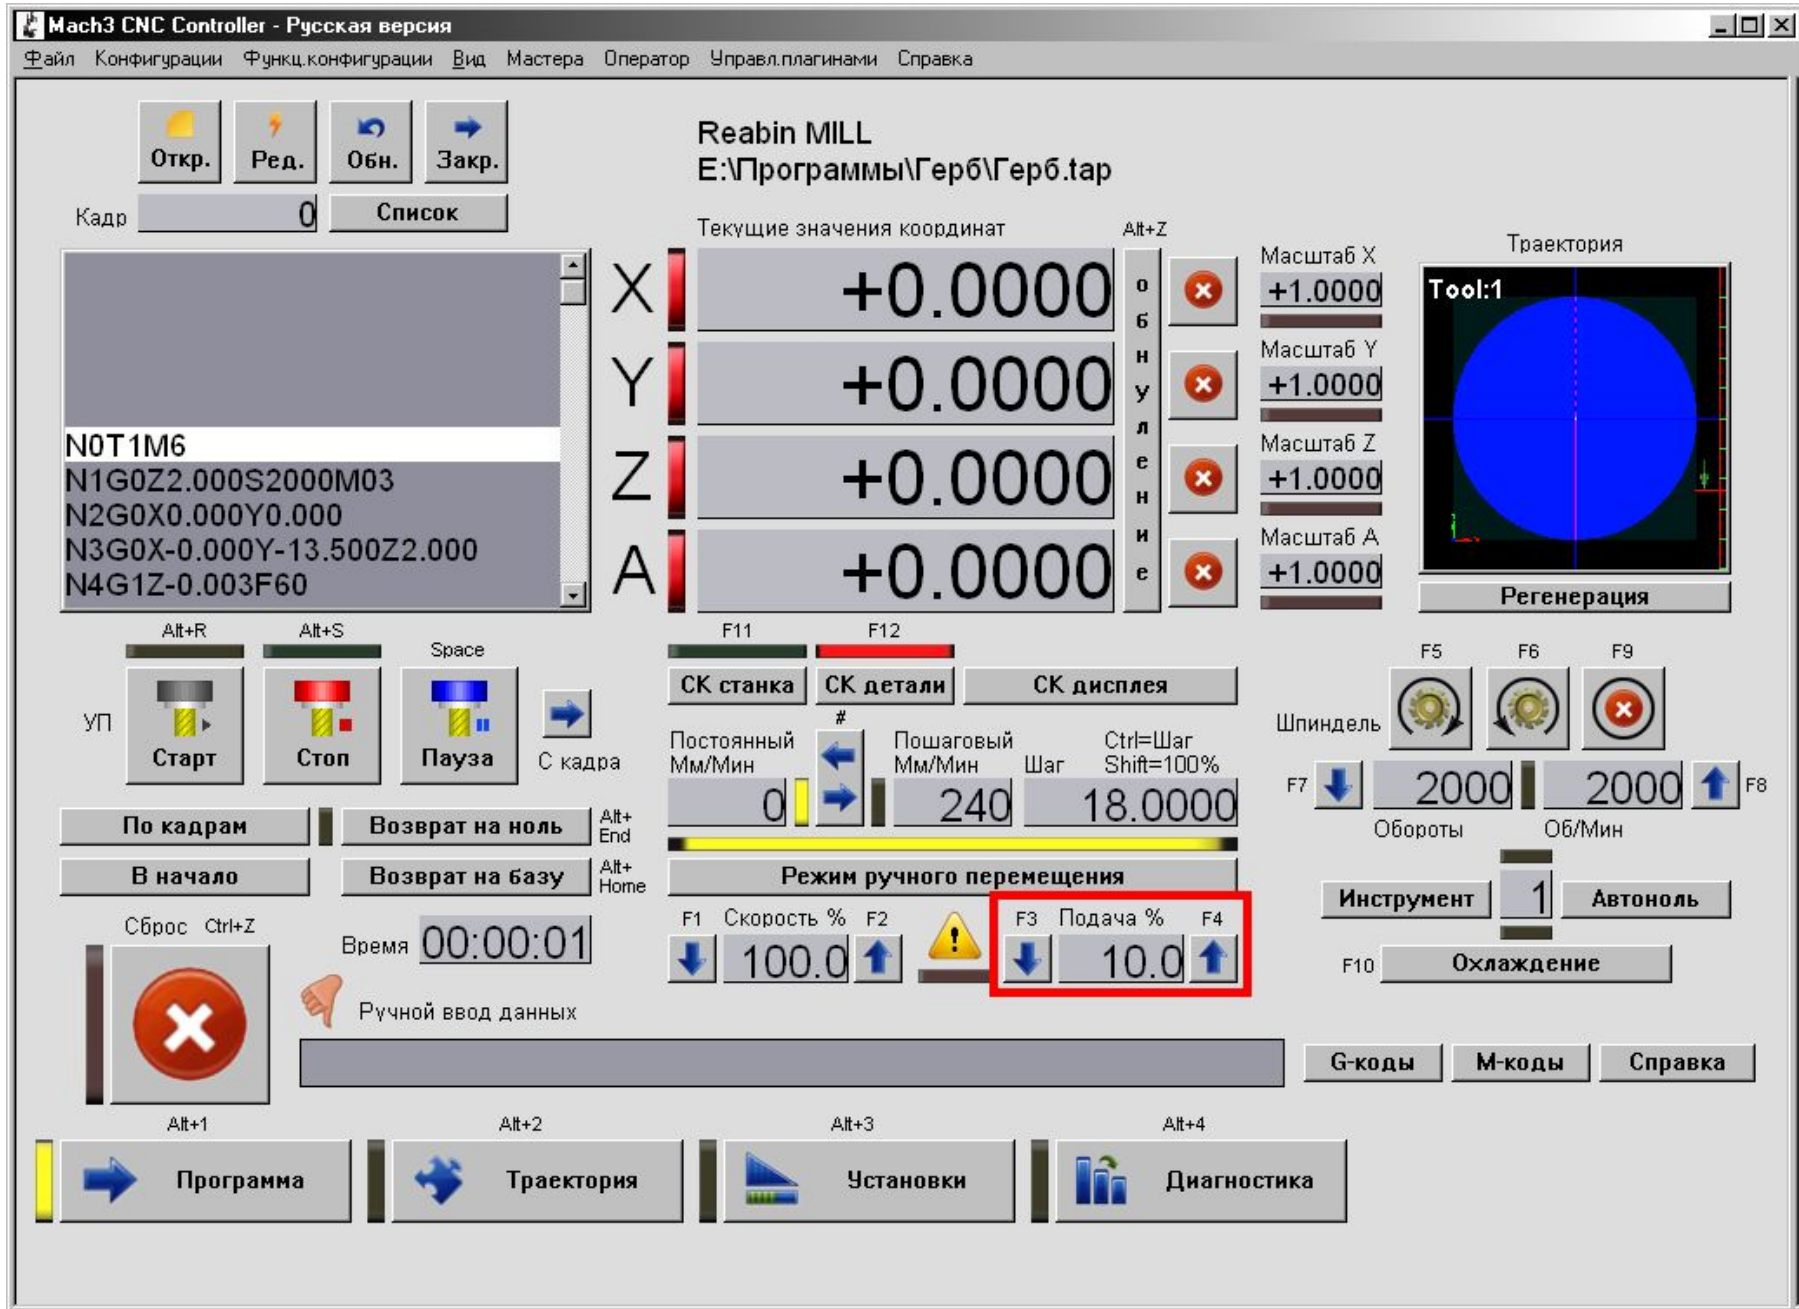 Mach3 CNC Controller - Русская версия
Файл Конфигурации Функц.конфигурации Вид Мастера Оператор Управл.плагинами Справка
Откр. Ред. Обн. Закр.
Кадр 0 Список
Reabin MILL
E:\Программы\Герб\Герб.tap
Текущие значения координат Alt+Z
X +0.0000
Y +0.0000
Z +0.0000
A +0.0000
обнуление
Масштаб X
+1.0000
Масштаб Y
+1.0000
Масштаб Z
+1.0000
Масштаб A
+1.0000
Траектория
Tool:1
Регенерация
N0T1M6
N1G0Z2.000S2000M03
N2G0X0.000Y0.000
N3G0X-0.000Y-13.500Z2.000
N4G1Z-0.003F60
Alt+R Alt+S Space
УП Старт Стоп Пауза С кадра
По кадрам Возврат на ноль Alt+ End
В начало Возврат на базу Alt+ Home
F11 F12
СК станка СК детали СК дисплея
#
Постоянный Мм/Мин Пошаговый Мм/Мин Шаг Ctrl=Шаг Shift=100%
0 240 18.0000
Режим ручного перемещения
F1 Скорость % F2 F3 Подача % F4
100.0 10.0
F5 F6 F9
Шпиндель
F7 2000 2000 F8
Обороты Об/Мин
Инструмент 1 Автоноль
F10 Охлаждение
Сброс Ctrl+Z
Время 00:00:01
Ручной ввод данных
G-коды M-коды Справка
Alt+1 Alt+2 Alt+3 Alt+4
Программа Траектория Установки Диагностика